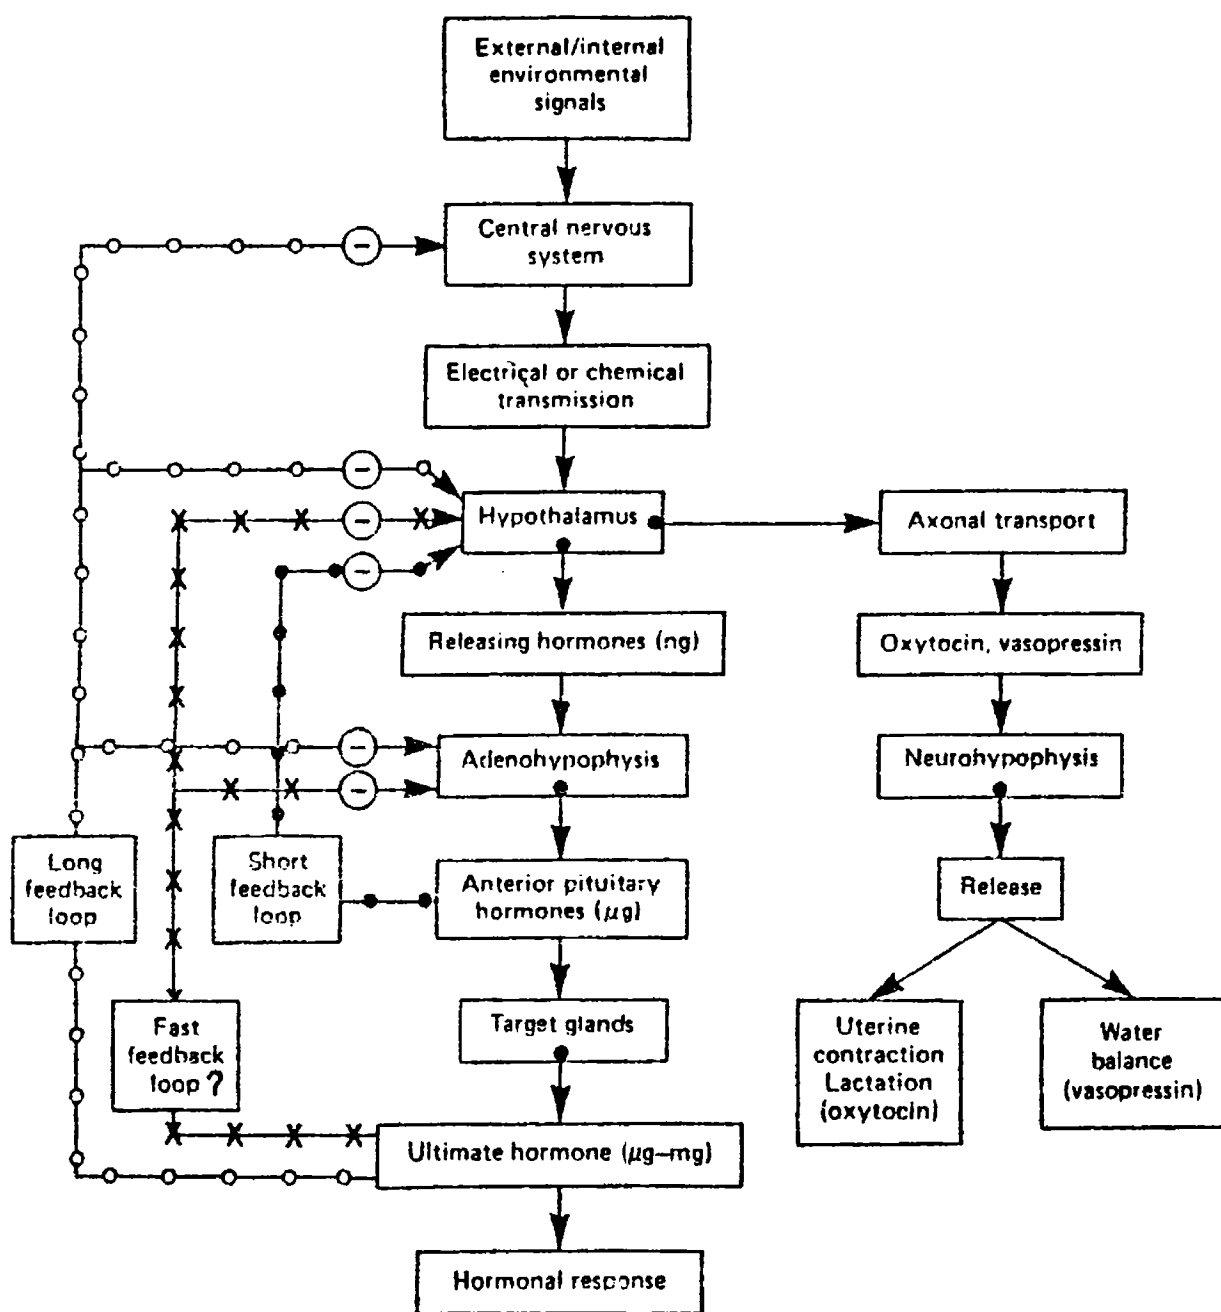 External/internal
environmental
signals
Central nervous
system
Electrical or chemical
transmission
Hypothalamus
Axonal transport
Releasing hormones (ng)
Oxytocin, vasopressin
Adenohypophysis
Neurohypophysis
Long
feedback
loop
Short
feedback
loop
Anterior pituitary
hormones (μg)
Release
Fast
feedback
loop ?
Target glands
Uterine
contraction
Lactation
(oxytocin)
Water
balance
(vasopressin)
Ultimate hormone (μg–mg)
Hormonal response